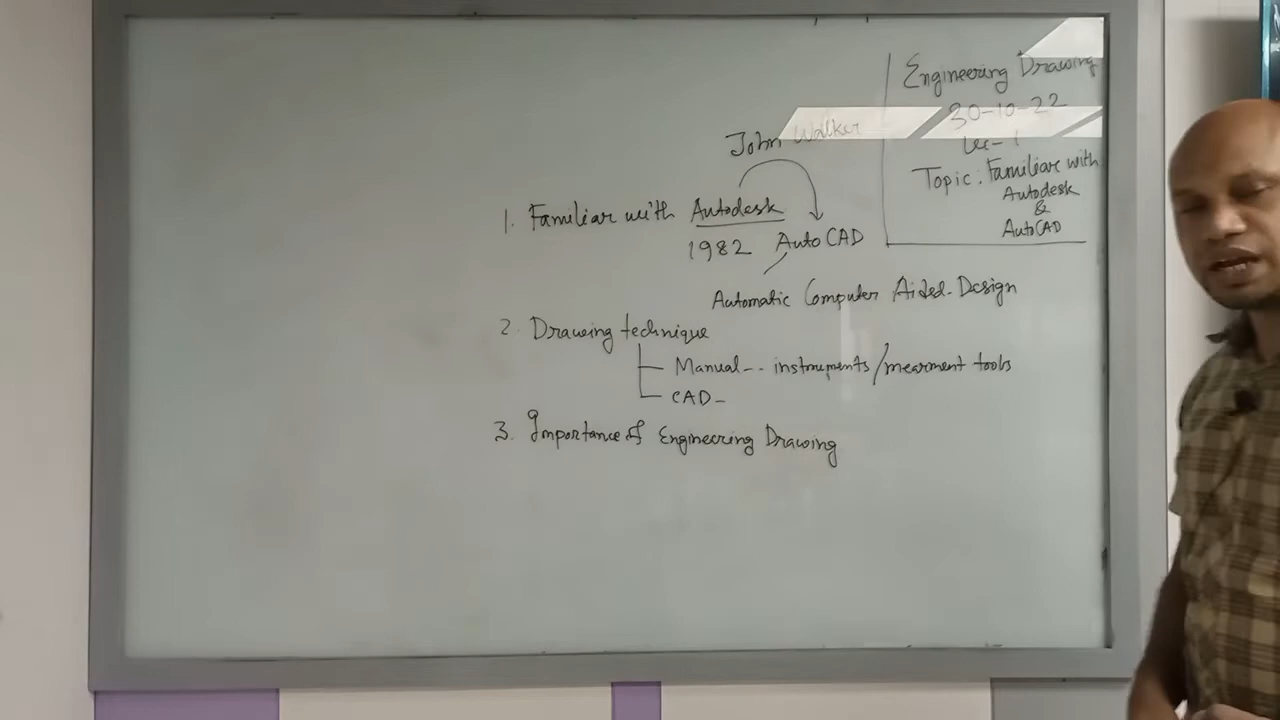 Engineering Drawing
30-10-22
Lec-1
Topic: Familiar with
Autodesk
&
AutoCAD
John Walker
1. Familiar with Autodesk
1982 AutoCAD
Automatic Computer Aided Design
2. Drawing technique
Manual-- instruments/mearment tools
CAD-
3. Importance of Engineering Drawing